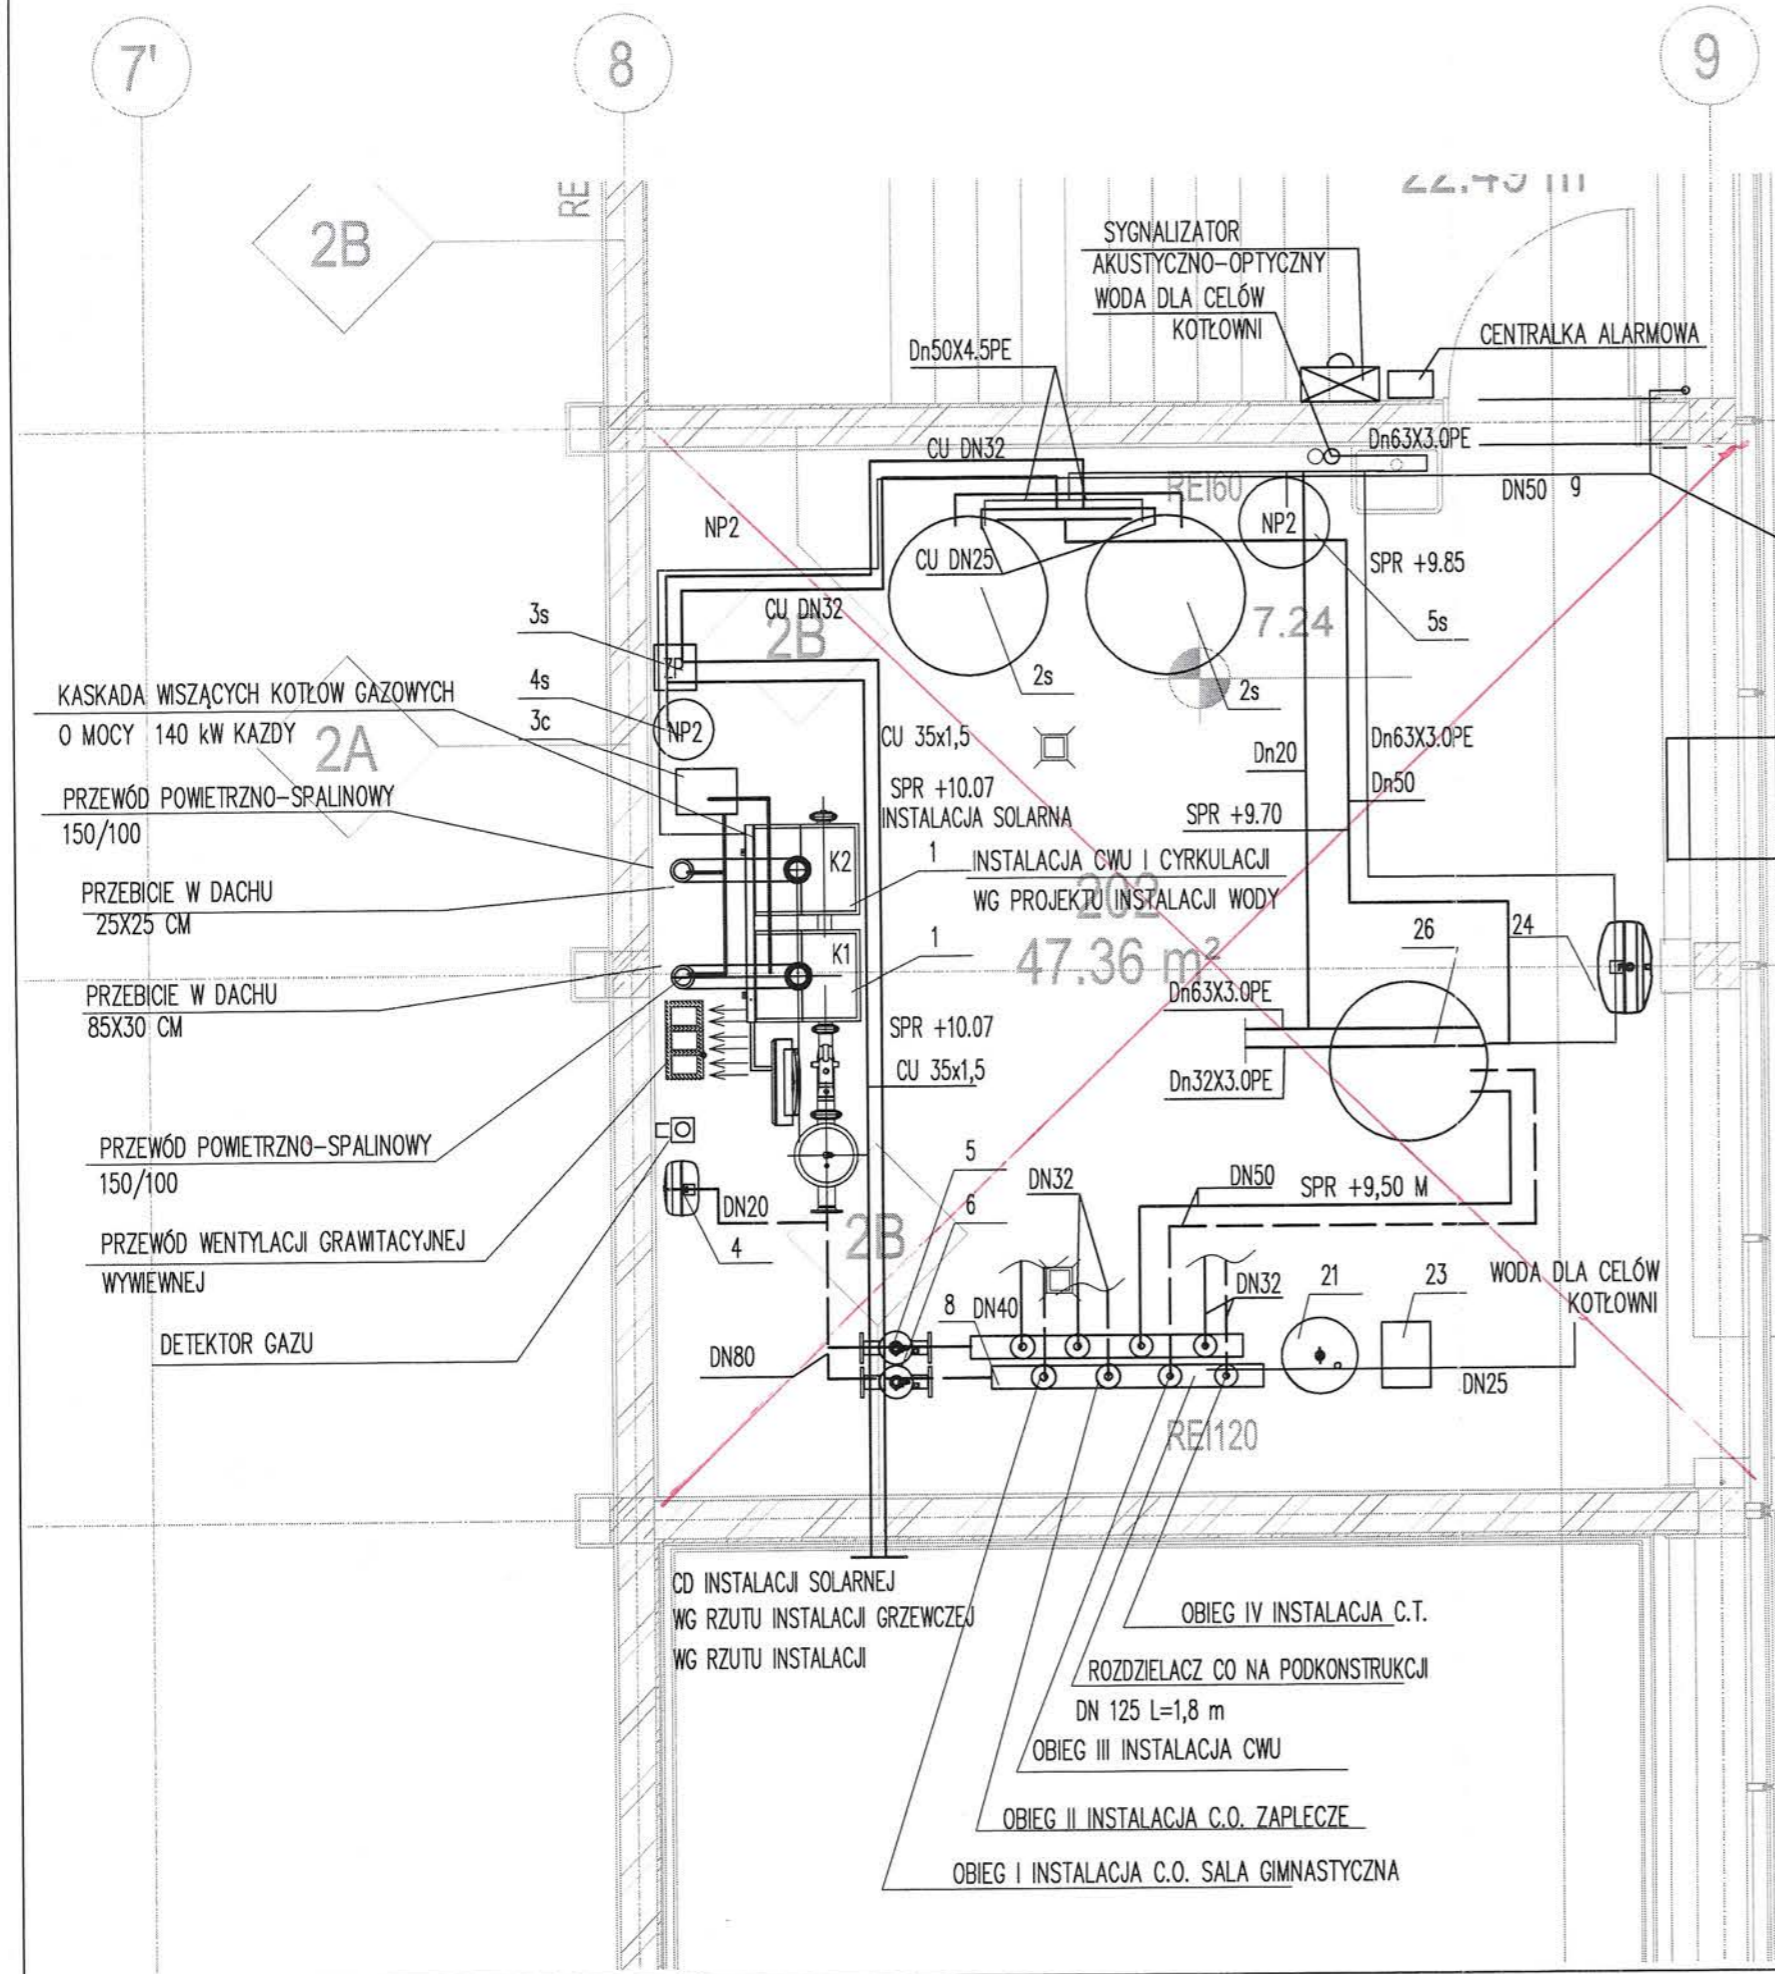 7'
8
9
RE
2B
SYGNALIZATOR
AKUSTYCZNO-OPTYCZNY
WODA DLA CELÓW
KOTŁOWNI
CENTRALKA ALARMOWA
Dn50X4.5PE
CU DN32
Dn63X3.0PE
REI60
DN50 9
NP2
NP2
CU DN25
SPR +9.85
CU DN32
2B
3s
7.24
5s
2s
2s
4s
NP2
3c
KASKADA WISZĄCYCH KOTŁÓW GAZOWYCH
O MOCY 140 kW KAZDY
2A
CU 35x1,5
Dn63X3.0PE
Dn20
Dn50
PRZEWÓD POWIETRZNO-SPALINOWY
150/100
SPR +10.07
INSTALACJA SOLARNA
SPR +9.70
K2
1
INSTALACJA CWU I CYRKULACJI
WG PROJEKTU INSTALACJI WODY
PRZEBICIE W DACHU
25X25 CM
202
47.36 m²
K1
1
26
24
PRZEBICIE W DACHU
85X30 CM
Dn63X3.0PE
SPR +10.07
CU 35x1,5
Dn32X3.0PE
PRZEWÓD POWIETRZNO-SPALINOWY
150/100
5
6
DN32
DN50
SPR +9,50 M
DN20
4
2B
PRZEWÓD WENTYLACJI GRAWITACYJNEJ
WYWIEWNEJ
8 DN40
DN32
21
23
WODA DLA CELÓW
KOTŁOWNI
DETEKTOR GAZU
DN80
DN25
REI120
CD INSTALACJI SOLARNEJ
WG RZUTU INSTALACJI GRZEWCZEJ
WG RZUTU INSTALACJI
OBIEG IV INSTALACJA C.T.
ROZDZIELACZ CO NA PODKONSTRUKCJI
DN 125 L=1,8 m
OBIEG III INSTALACJA CWU
OBIEG II INSTALACJA C.O. ZAPLECZE
OBIEG I INSTALACJA C.O. SALA GIMNASTYCZNA